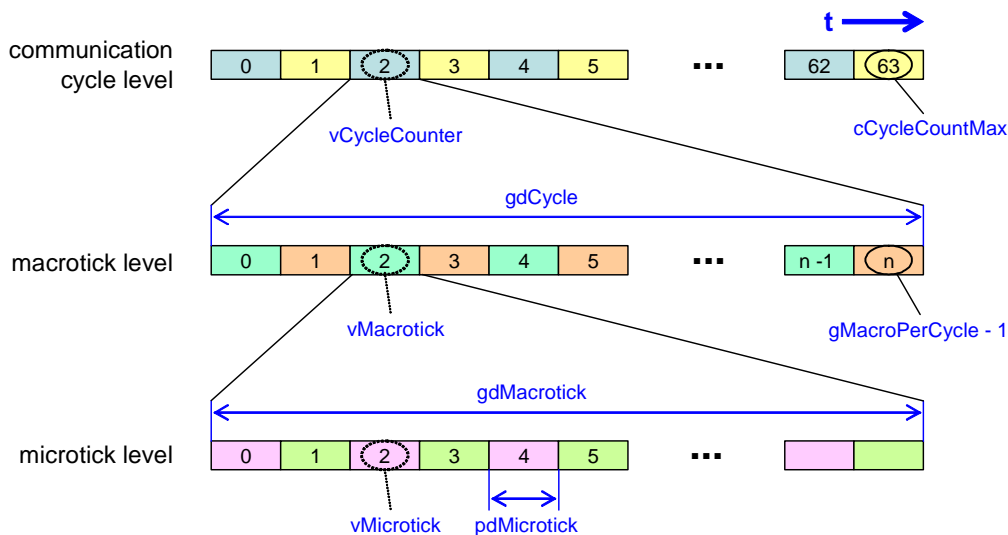 t
communication
cycle level
0 1 2 3 4 5 ... 62 63
vCycleCounter
cCycleCountMax
gdCycle
macrotick level
0 1 2 3 4 5 ... n -1 n
vMacrotick
gMacroPerCycle - 1
gdMacrotick
microtick level
0 1 2 3 4 5 ...
vMicrotick
pdMicrotick